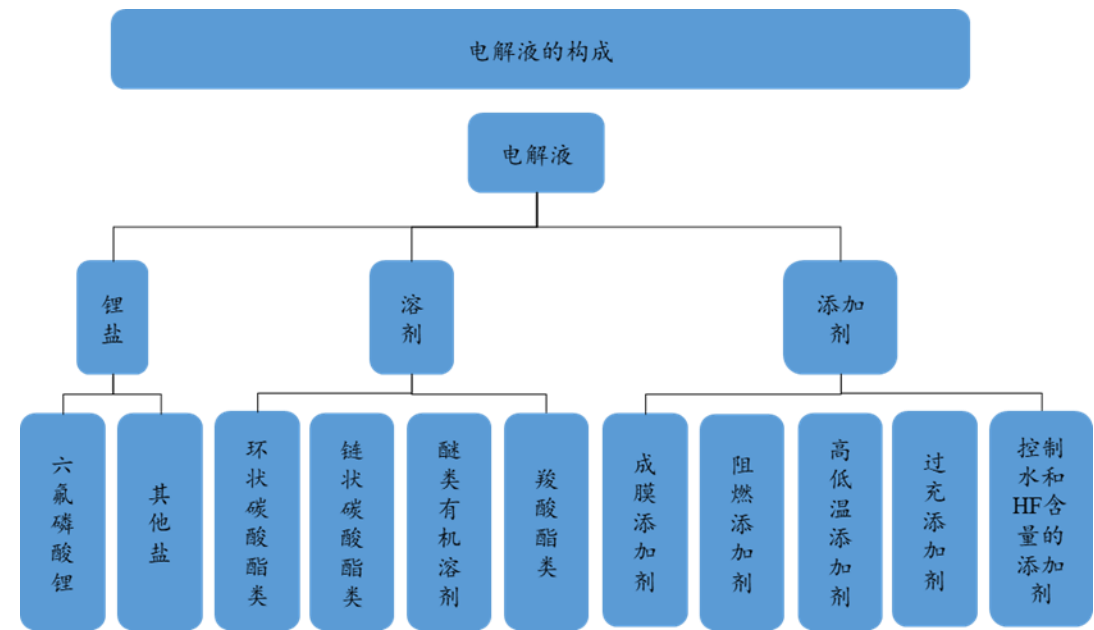 电解液的构成
电解液
锂
盐
溶
剂
添加
剂
六氟磷酸锂
其他盐
环状碳酸酯类
链状碳酸酯类
醚类有机溶剂
羧酸酯类
成膜添加剂
阻燃添加剂
高低温添加剂
过充添加剂
控制
水和
HF含
量的
添加
剂